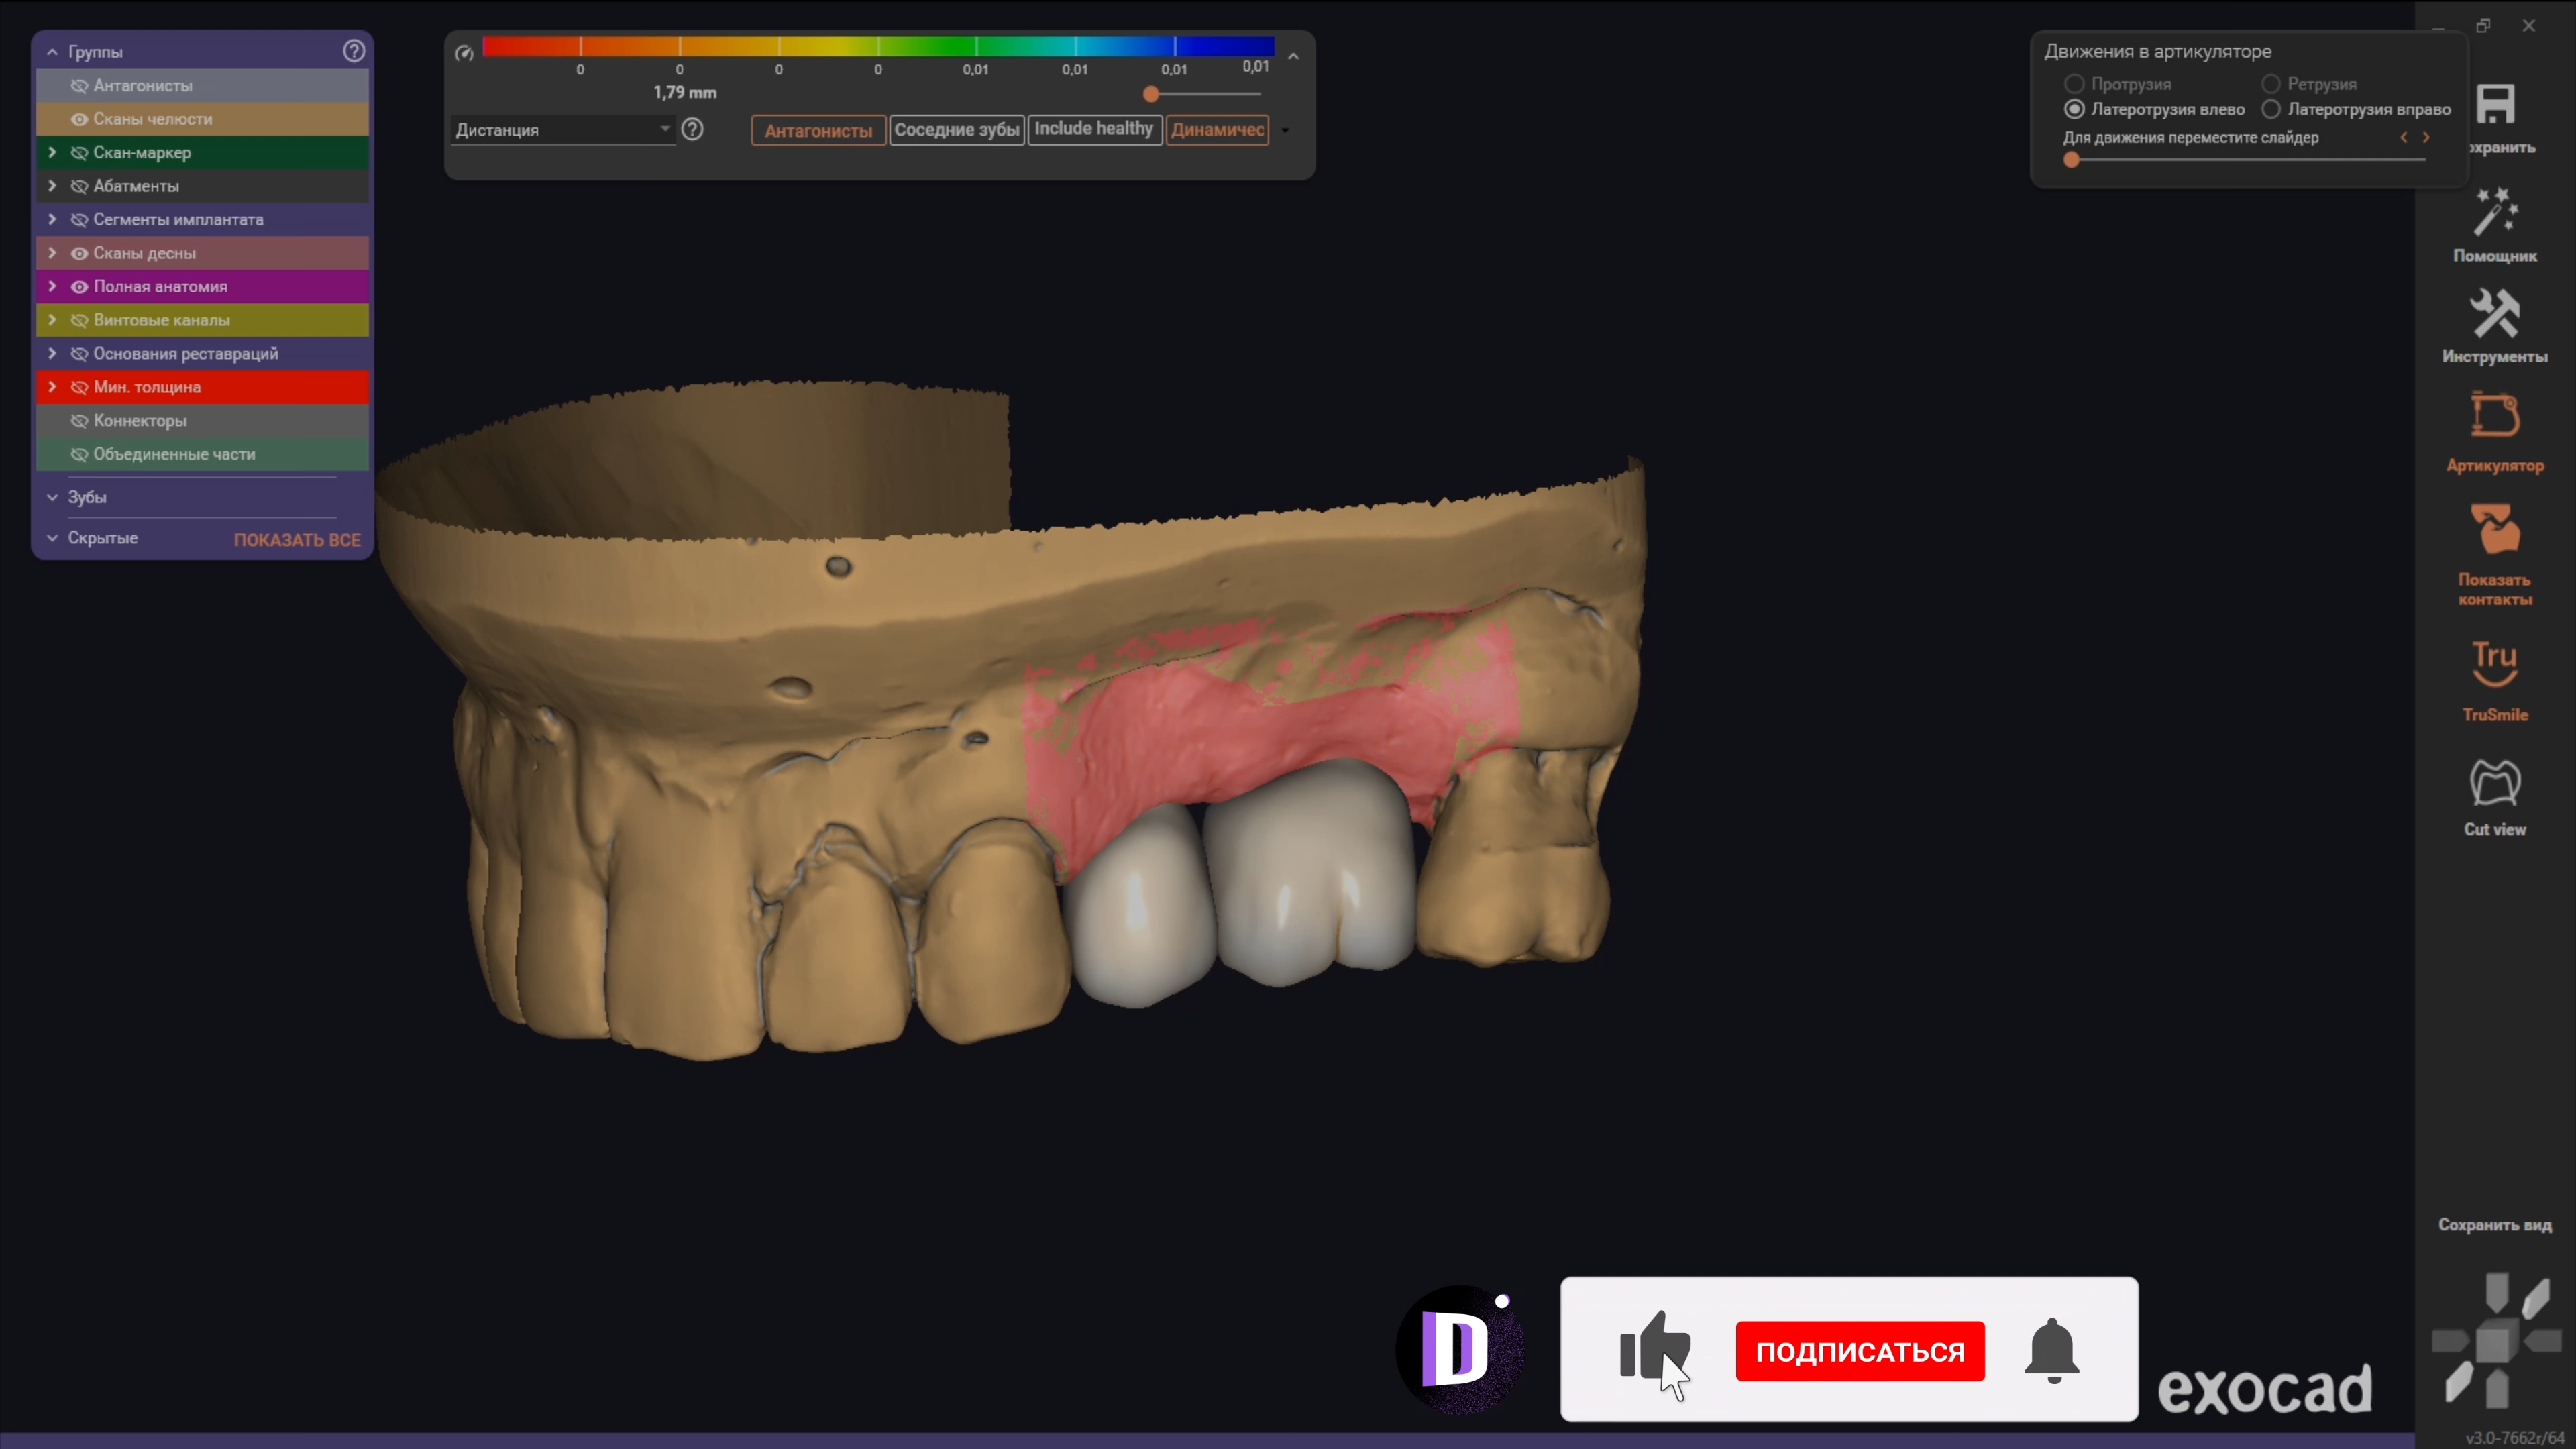 Группы
Антагонисты
Сканы челюсти
Скан-маркер
Абатменты
Сегменты имплантата
Сканы десны
Полная анатомия
Винтовые каналы
Основания реставраций
Мин. толщина
Коннекторы
Объединенные части
Зубы
Скрытые ПОКАЗАТЬ ВСЕ
0 0 0 0 0,01 0,01 0,01 0,01
1,79 mm
Дистанция
Антагонисты Соседние зубы Include healthy Динамичес
Движения в артикуляторе
Протрузия Ретрузия
Латеротрузия влево Латеротрузия вправо
Для движения переместите слайдер
охранить
Помощник
Инструменты
Артикулятор
Показать
контакты
Tru
TruSmile
Cut view
Сохранить вид
D
ПОДПИСАТЬСЯ
exocad
v3.0-7662r/64